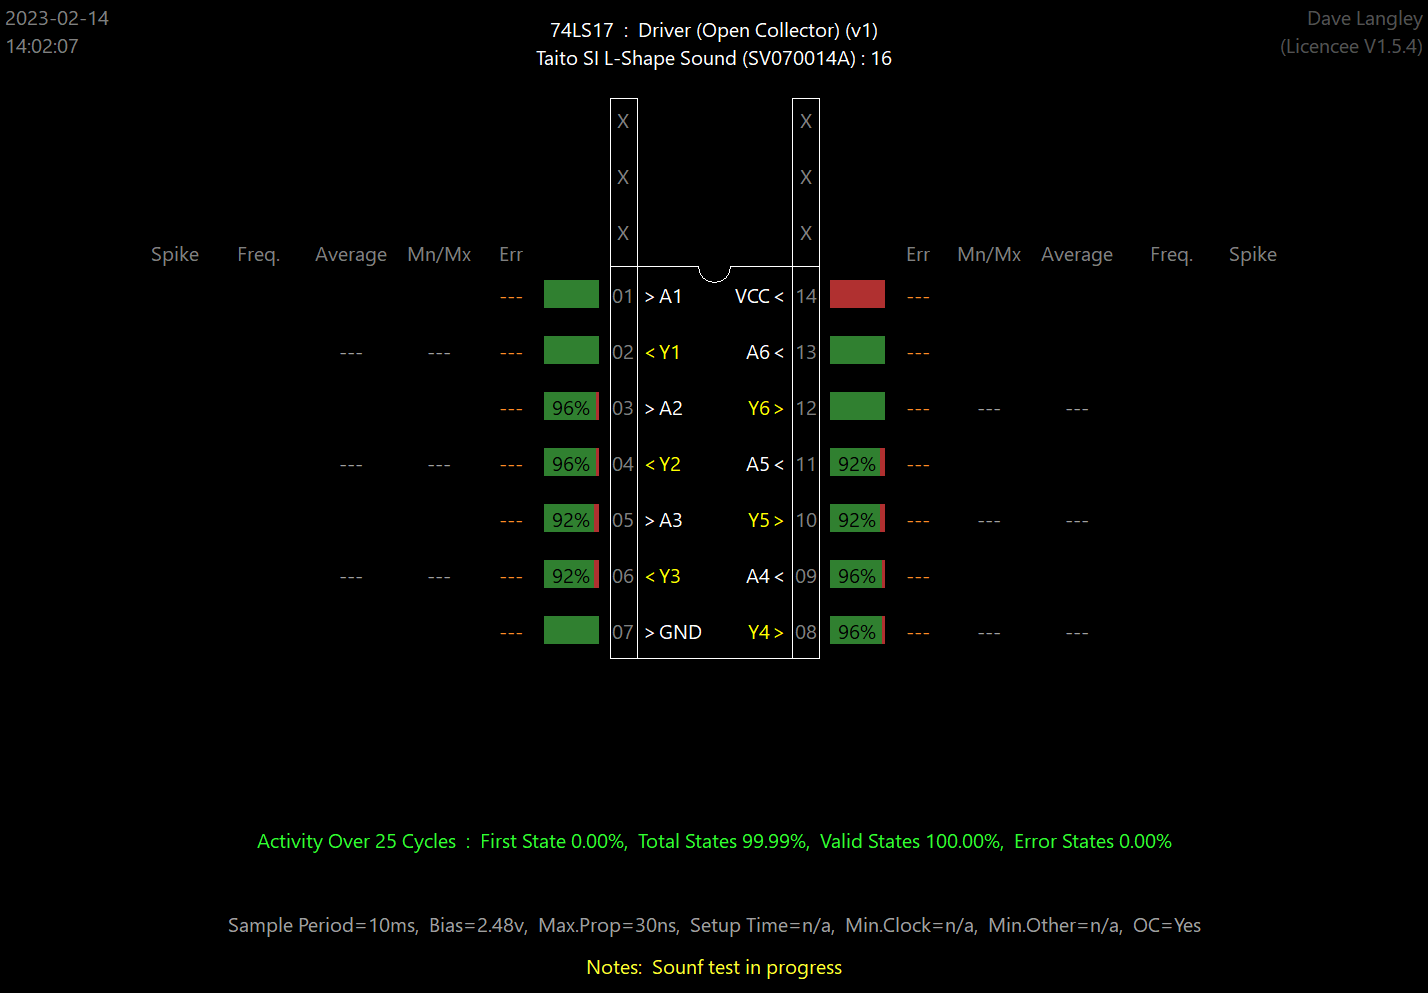 2023-02-14
14:02:07
74LS17 : Driver (Open Collector) (v1)
Taito SI L-Shape Sound (SV070014A) : 16
Dave Langley
(Licencee V1.5.4)
X X
X X
X X
Spike Freq. Average Mn/Mx Err Err Mn/Mx Average Freq. Spike
--- 01 > A1 VCC < 14 ---
--- --- --- 02 < Y1 A6 < 13 ---
--- 96% 03 > A2 Y6 > 12 --- --- ---
--- --- --- 96% 04 < Y2 A5 < 11 92% ---
--- 92% 05 > A3 Y5 > 10 92% --- --- ---
--- --- --- 92% 06 < Y3 A4 < 09 96% ---
--- 07 > GND Y4 > 08 96% --- --- ---
Activity Over 25 Cycles : First State 0.00%, Total States 99.99%, Valid States 100.00%, Error States 0.00%
Sample Period=10ms, Bias=2.48v, Max.Prop=30ns, Setup Time=n/a, Min.Clock=n/a, Min.Other=n/a, OC=Yes
Notes: Sounf test in progress